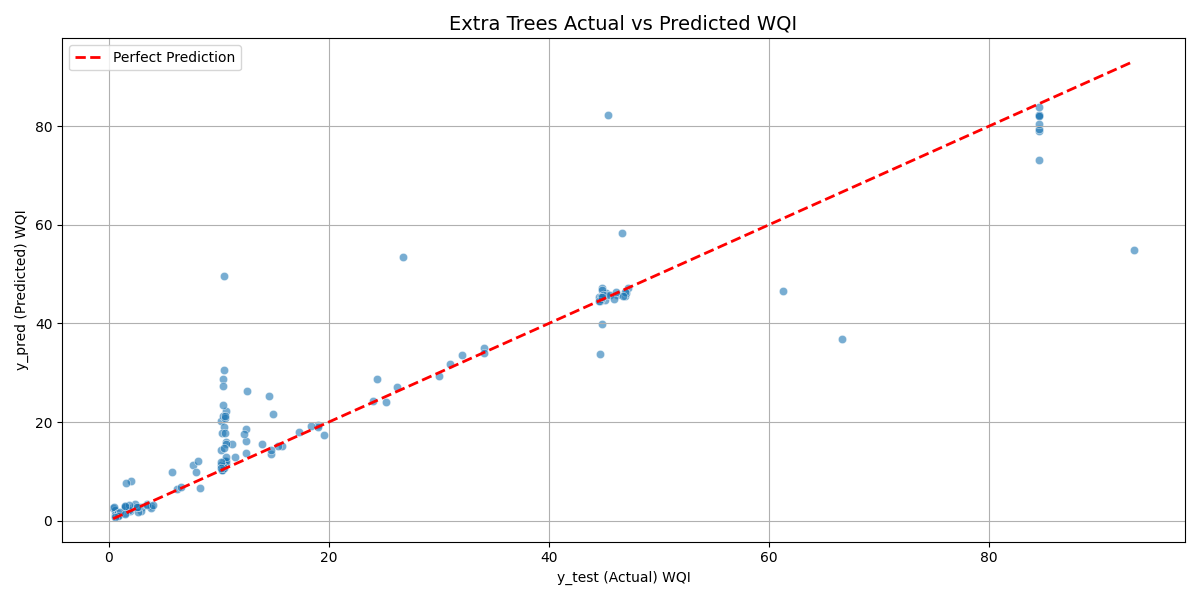 Extra Trees Actual vs Predicted WQI
Perfect Prediction
y_pred (Predicted) WQI
80
60
40
20
0
0 20 40 60 80
y_test (Actual) WQI